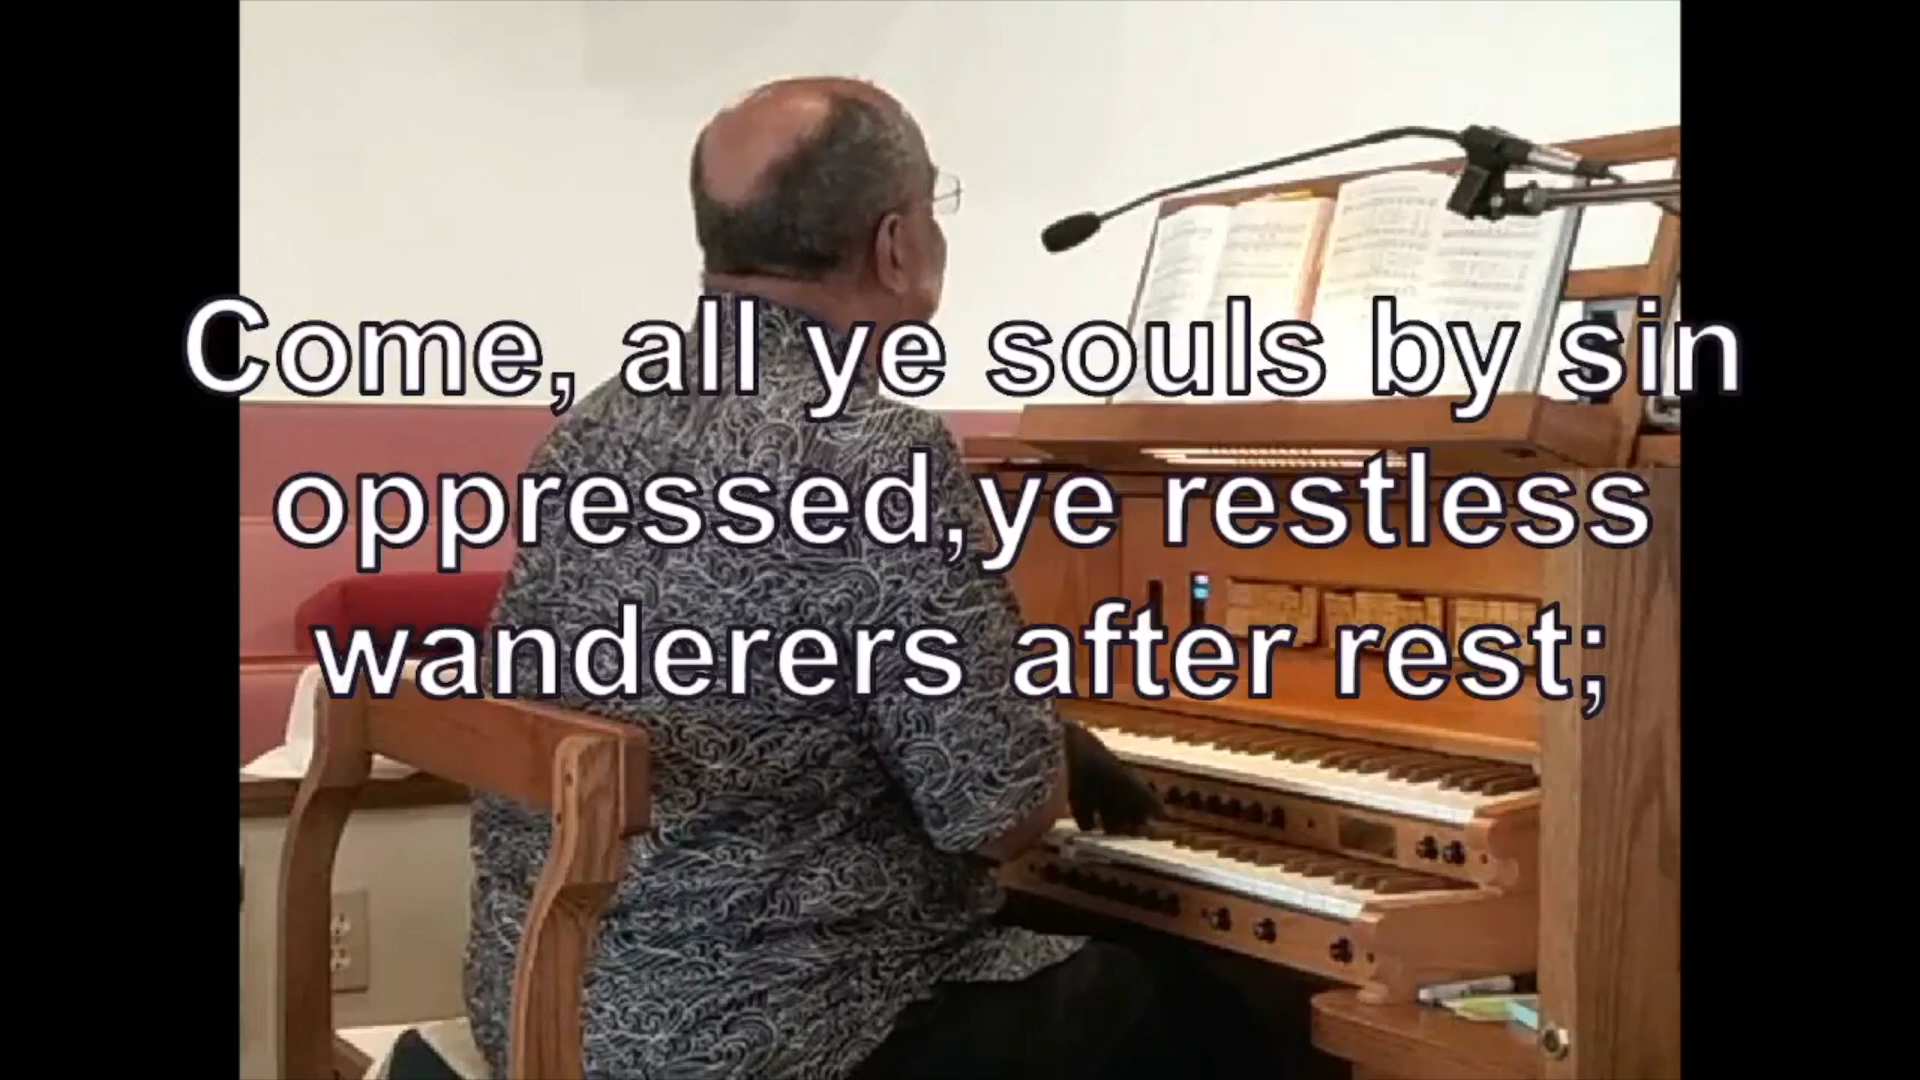 Come, all ye souls by sin
oppressed,ye restless
wanderers after rest;